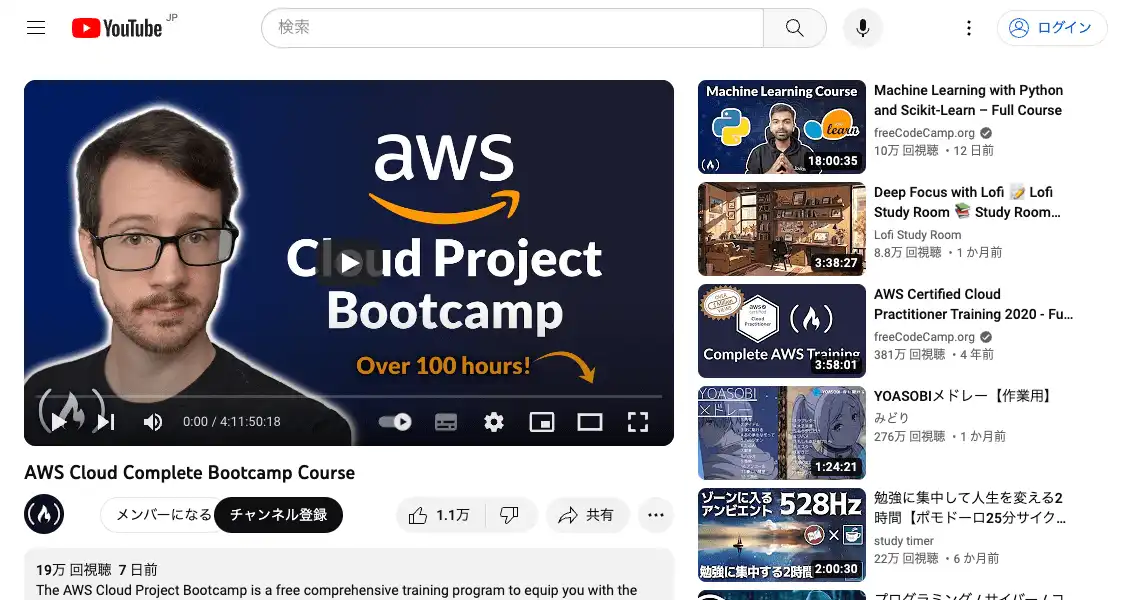 YouTube JP
検索
ログイン
aws
Cloud Project
Bootcamp
Over 100 hours!
0:00 / 4:11:50:18
AWS Cloud Complete Bootcamp Course
メンバーになる
チャンネル登録
1.1万
共有
19万 回視聴 7 日前
The AWS Cloud Project Bootcamp is a free comprehensive training program to equip you with the
Machine Learning Course
learn
18:00:35
Machine Learning with Python
and Scikit-Learn – Full Course
freeCodeCamp.org
10万 回視聴 ・12 日前
3:38:27
Deep Focus with Lofi 📝 Lofi
Study Room 📚 Study Room...
Lofi Study Room
8.8万 回視聴 ・1 か月前
aws
certified
Cloud
Practitioner
Complete AWS Training
3:58:01
AWS Certified Cloud
Practitioner Training 2020 - Fu...
freeCodeCamp.org
381万 回視聴 ・4 年前
YOASOBI
×ドレー
1:24:21
YOASOBIメドレー【作業用】
みどり
276万 回視聴 ・1 か月前
ゾーンに入る
アンビエント
528Hz
勉強に集中する2時間
2:00:30
勉強に集中して人生を変える2
時間【ポモドーロ25分サイク...
study timer
22万 回視聴 ・6 か月前